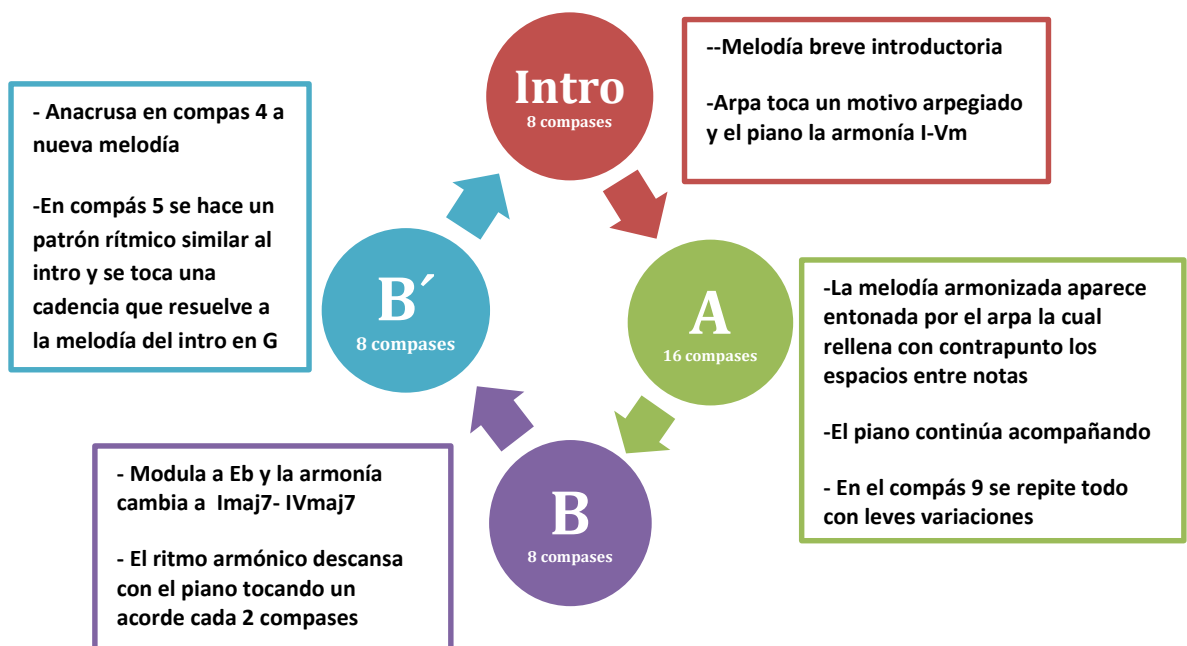 Intro
8 compases
--Melodía breve introductoria
-Arpa toca un motivo arpegiado
y el piano la armonía I-Vm
A
16 compases
-La melodía armonizada aparece
entonada por el arpa la cual
rellena con contrapunto los
espacios entre notas
-El piano continúa acompañando
- En el compás 9 se repite todo
con leves variaciones
B
8 compases
- Modula a Eb y la armonía
cambia a  Imaj7- IVmaj7
- El ritmo armónico descansa
con el piano tocando un
acorde cada 2 compases
B´
8 compases
- Anacrusa en compas 4 a
nueva melodía
-En compás 5 se hace un
patrón rítmico similar al
intro y se toca una
cadencia que resuelve a
la melodía del intro en G